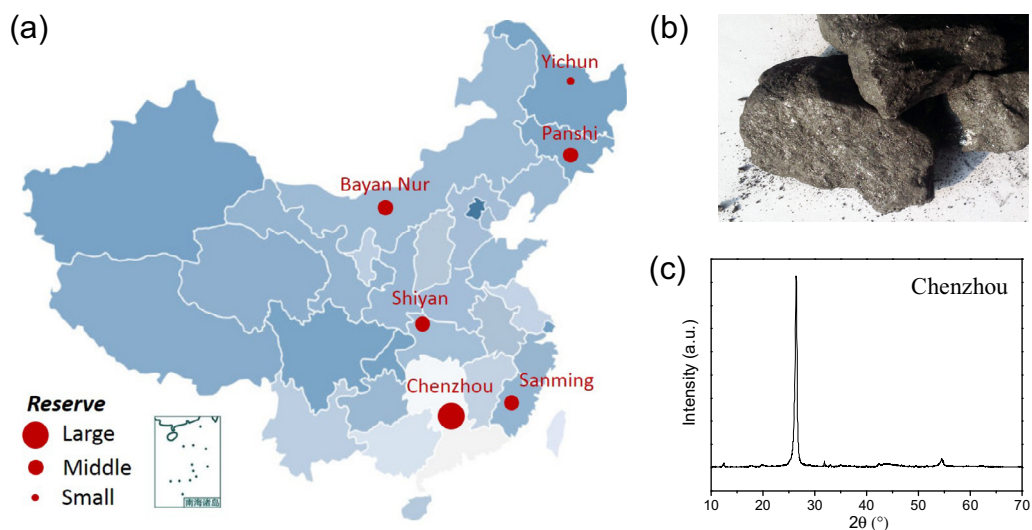 (a)
Yichun
Panshi
Bayan Nur
Shiyan
Chenzhou
Sanming
Reserve
Large
Middle
Small
南海诸岛
(b)
(c)
Chenzhou
Intensity (a.u.)
10 20 30 40 50 60 70
2θ (°)